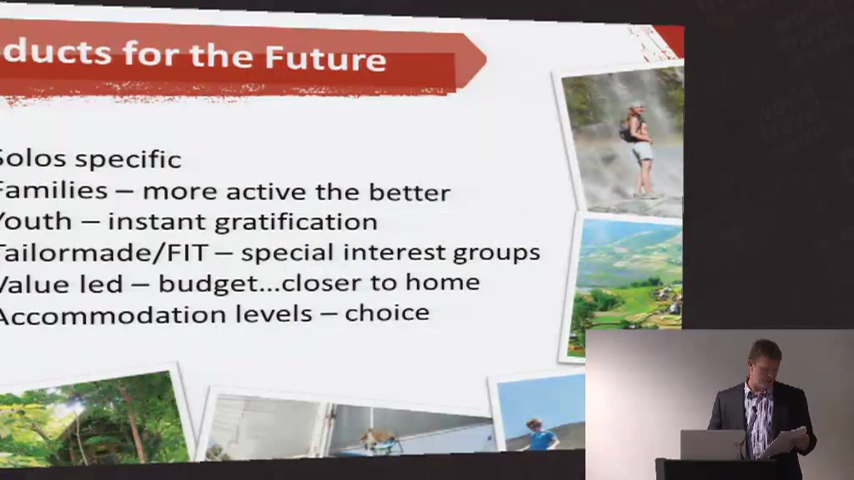 ducts for the Future
Solos specific
Families – more active the better
Youth – instant gratification
Tailormade/FIT – special interest groups
Value led – budget...closer to home
Accommodation levels – choice